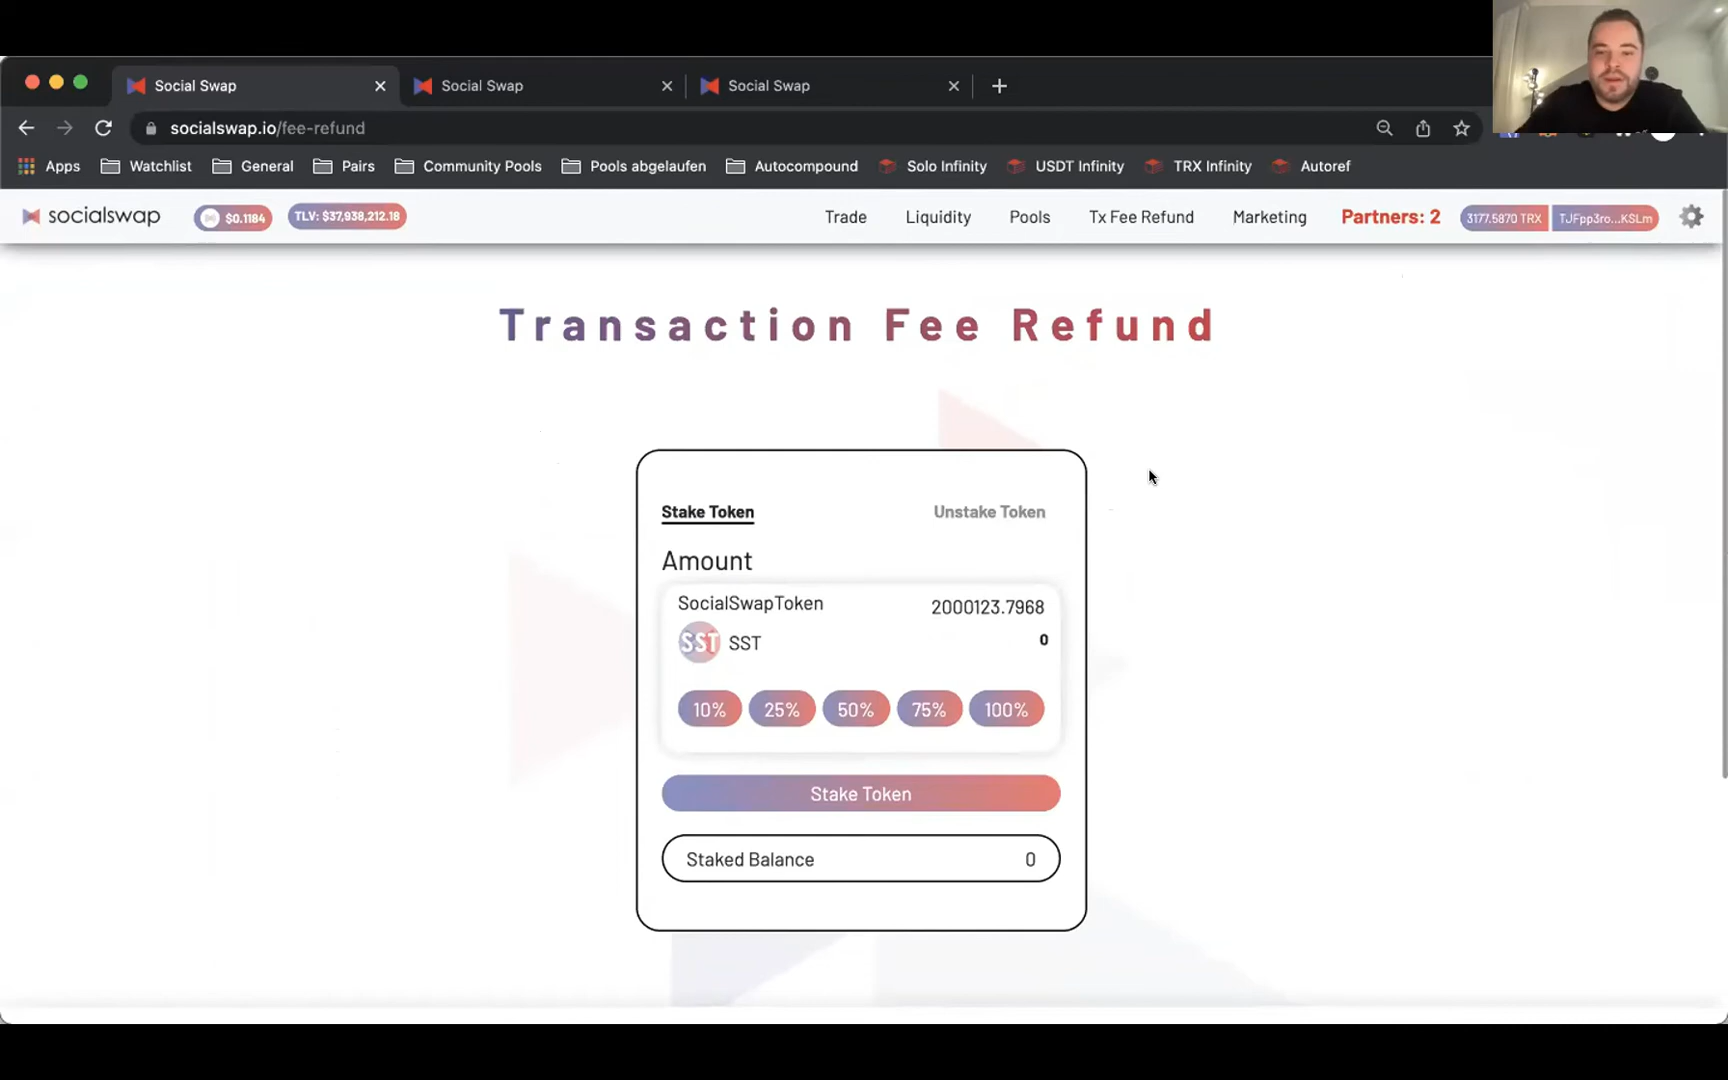 Social Swap
Social Swap
Social Swap
socialswap.io/fee-refund
Apps Watchlist General Pairs Community Pools Pools abgelaufen Autocompound Solo Infinity USDT Infinity TRX Infinity Autoref
socialswap $0.1184 TLV: $37,938,212.18 Trade Liquidity Pools Tx Fee Refund Marketing Partners: 2 3177.5870 TRX TJFpp3ro...KSLm
Transaction Fee Refund
Stake Token Unstake Token
Amount
SocialSwapToken 2000123.7968
SST SST 0
10% 25% 50% 75% 100%
Stake Token
Staked Balance 0